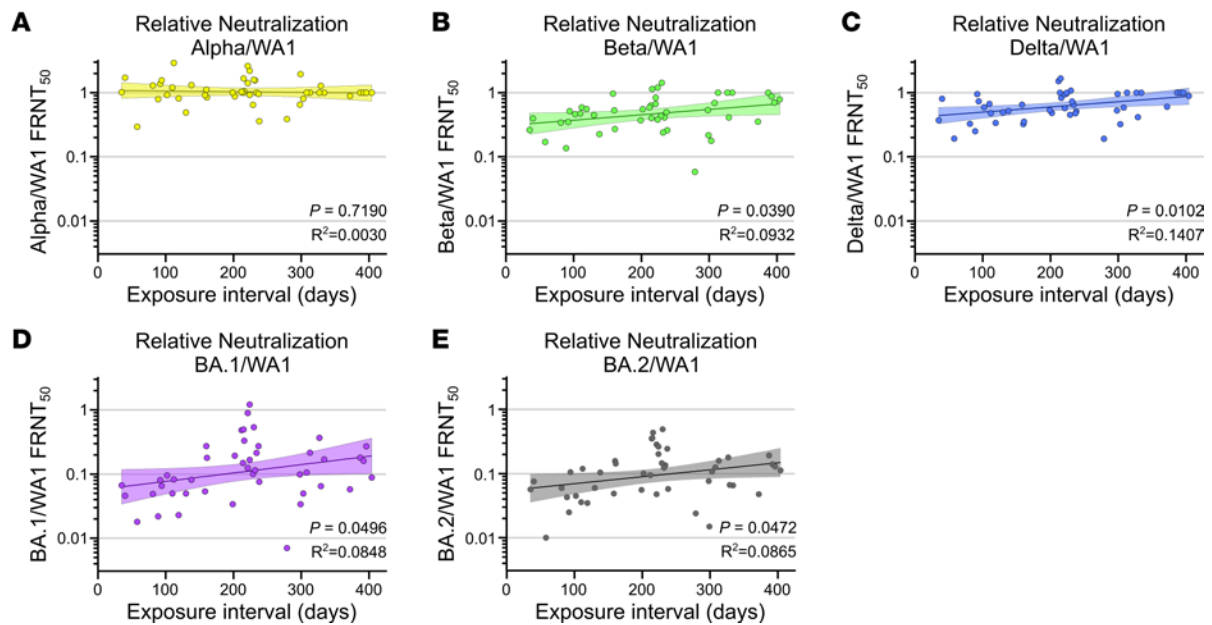 A
Relative Neutralization
Alpha/WA1
Alpha/WA1 FRNT50
1
0.1
0.01
P = 0.7190
R2=0.0030
0 100 200 300 400
Exposure interval (days)
B
Relative Neutralization
Beta/WA1
Beta/WA1 FRNT50
1
0.1
0.01
P = 0.0390
R2=0.0932
0 100 200 300 400
Exposure interval (days)
C
Relative Neutralization
Delta/WA1
Delta/WA1 FRNT50
1
0.1
0.01
P = 0.0102
R2=0.1407
0 100 200 300 400
Exposure interval (days)
D
Relative Neutralization
BA.1/WA1
BA.1/WA1 FRNT50
1
0.1
0.01
P = 0.0496
R2=0.0848
0 100 200 300 400
Exposure interval (days)
E
Relative Neutralization
BA.2/WA1
BA.2/WA1 FRNT50
1
0.1
0.01
P = 0.0472
R2=0.0865
0 100 200 300 400
Exposure interval (days)